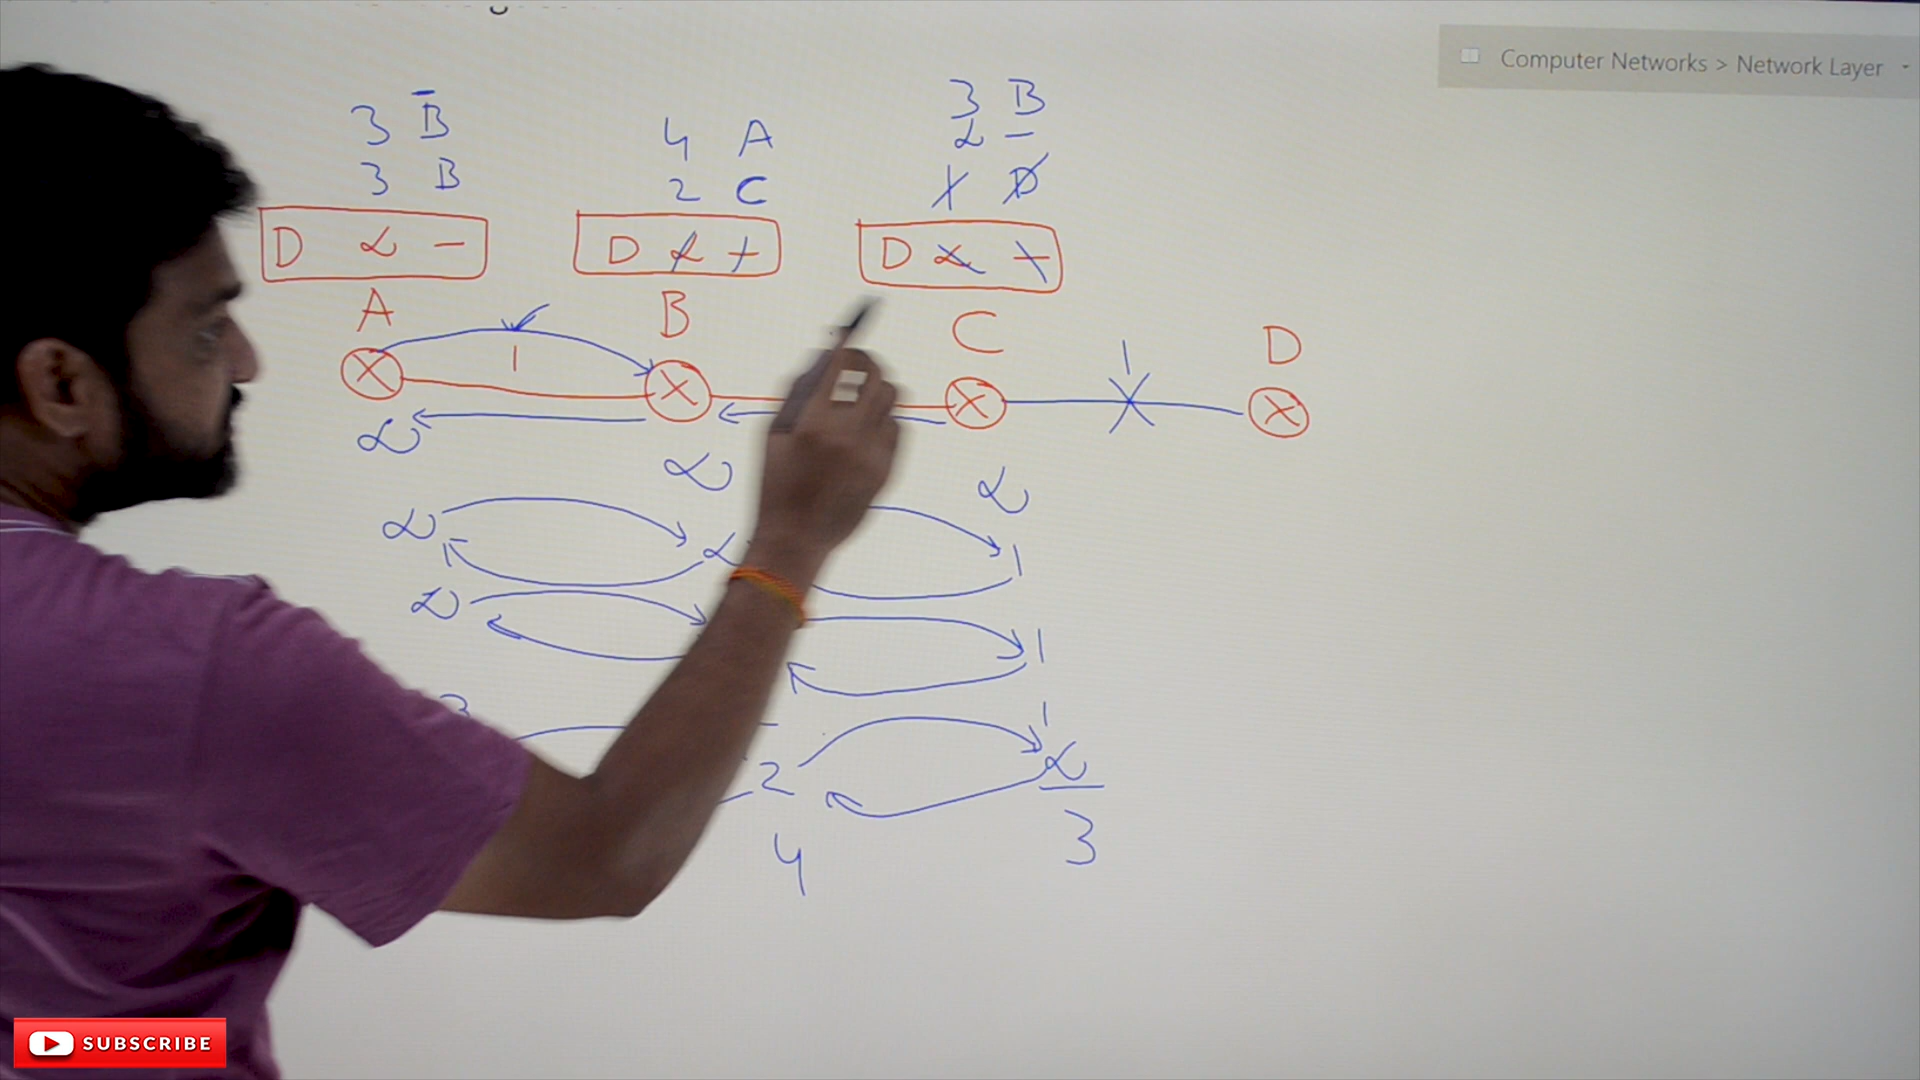 Computer Networks > Network Layer
3 B
3 B
4 A
2 C
3 B
∞ –
1 D
D ∞ –
D ∞ –
D ∞ –
A
B
C
D
1
1
∞
∞
∞
∞
∞
1
∞
1
3
1
2
∞
4
3
SUBSCRIBE